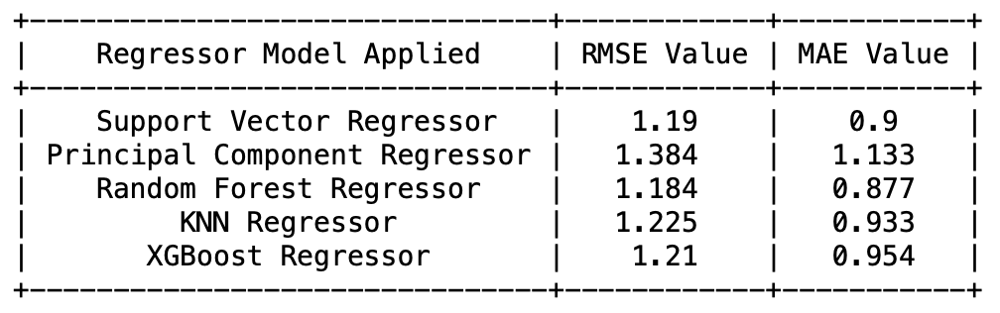 +-------------------------------+------------+-----------+
|    Regressor Model Applied    | RMSE Value | MAE Value |
+-------------------------------+------------+-----------+
|    Support Vector Regressor   |    1.19    |    0.9    |
| Principal Component Regressor |   1.384    |   1.133   |
|    Random Forest Regressor    |   1.184    |   0.877   |
|         KNN Regressor         |   1.225    |   0.933   |
|       XGBoost Regressor       |    1.21    |   0.954   |
+-------------------------------+------------+-----------+